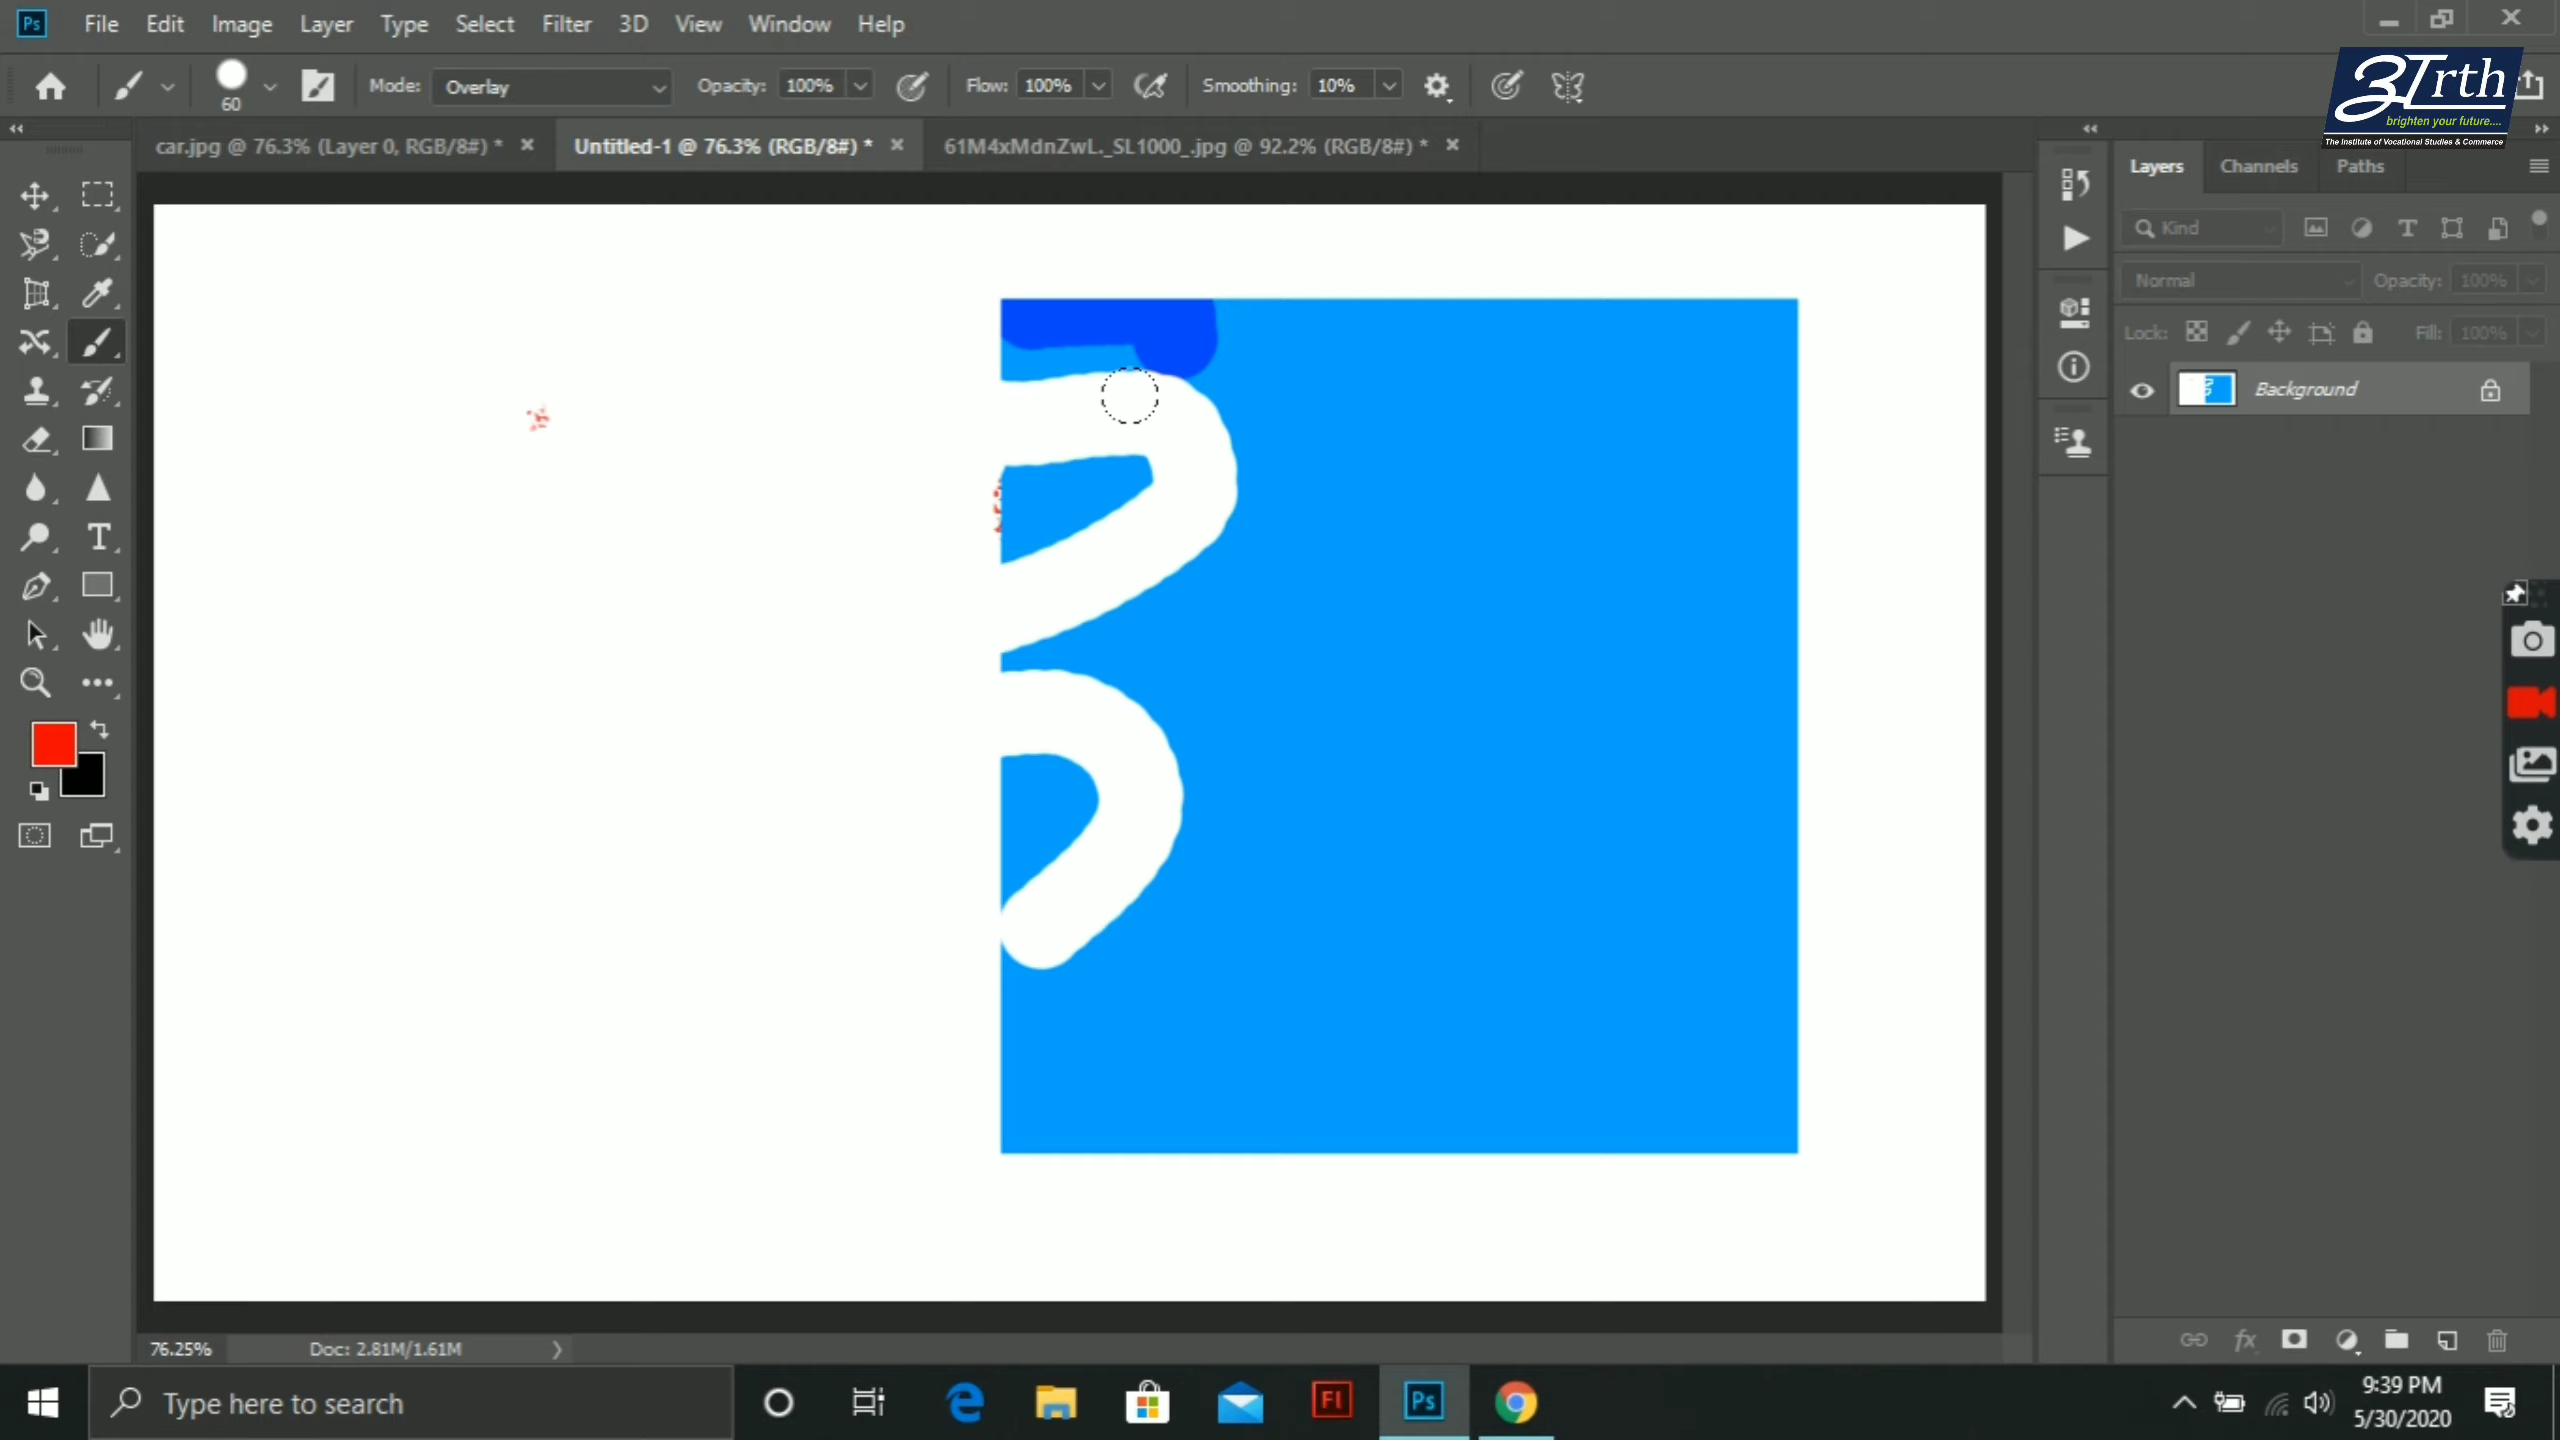 Ps File Edit Image Layer Type Select Filter 3D View Window Help
60 Mode: Overlay Opacity: 100% Flow: 100% Smoothing: 10%
3Trth
brighten your future....
The Institute of Vocational Studies & Commerce
car.jpg @ 76.3% (Layer 0, RGB/8#) * Untitled-1 @ 76.3% (RGB/8#) * 61M4xMdnZwL._SL1000_.jpg @ 92.2% (RGB/8#) *
Layers Channels Paths
Kind
Normal Opacity: 100%
Lock: Fill: 100%
Background
76.25% Doc: 2.81M/1.61M
Type here to search
Fl Ps
9:39 PM
5/30/2020